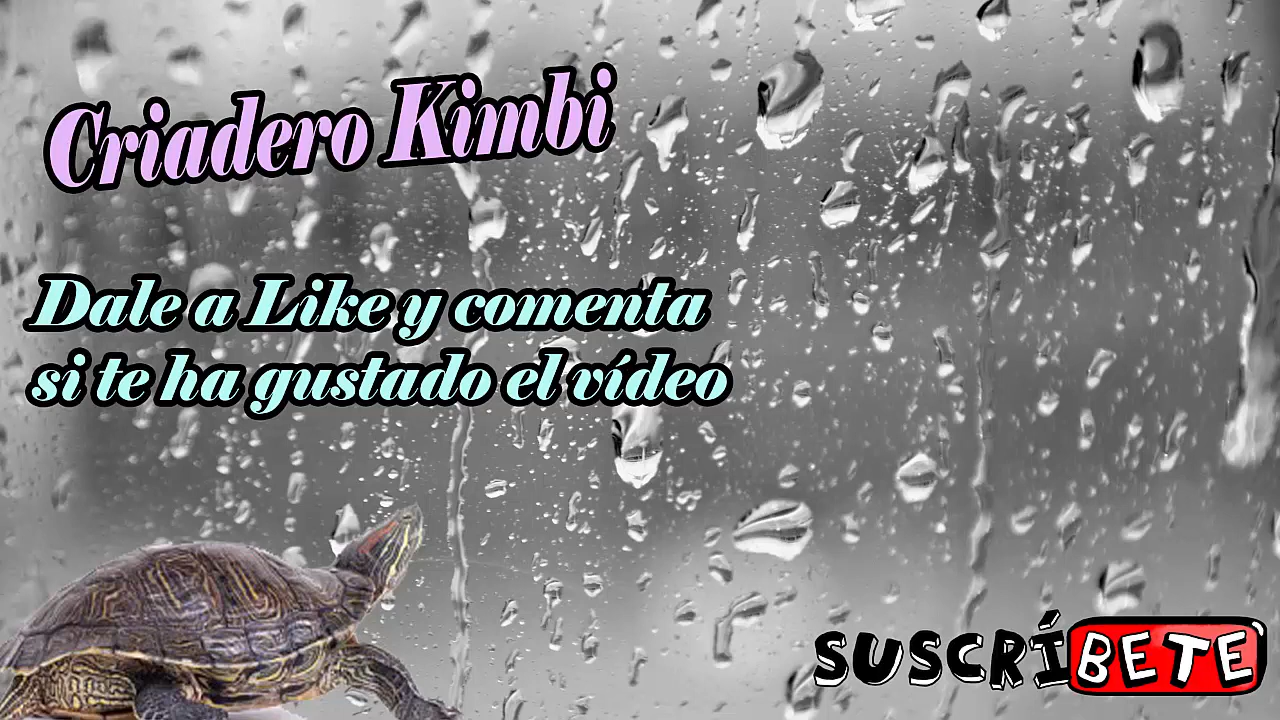 Criadero Kimbi
Dale a Like y comenta
si te ha gustado el vídeo
SUSCRÍBETE